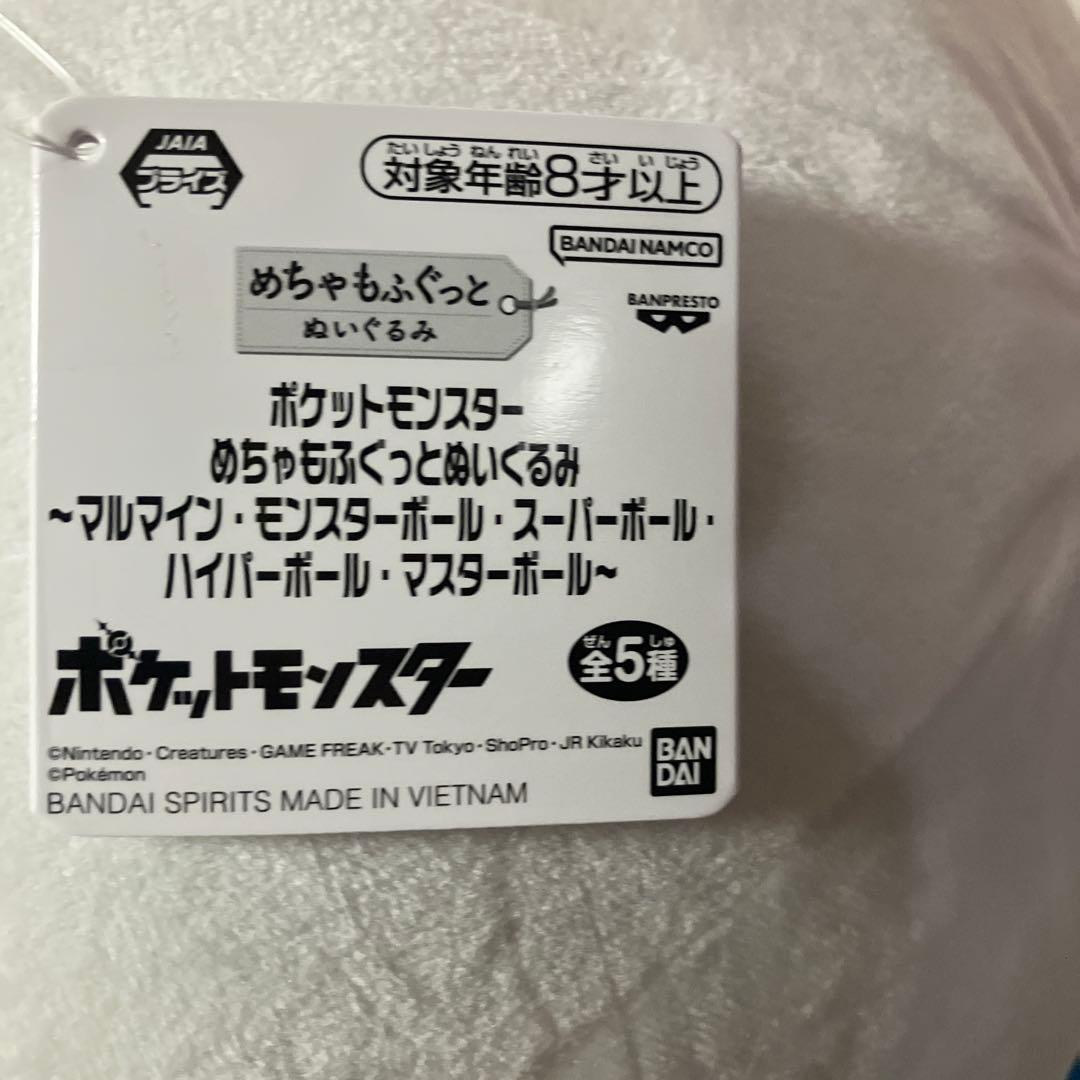 JAIA
プライズ
たいしょうねんれい さい いじょう
対象年齢8才以上
BANDAI NAMCO
めちゃもふぐっと
ぬいぐるみ
BANPRESTO
ポケットモンスター
めちゃもふぐっとぬいぐるみ
~マルマイン・モンスターボール・スーパーボール・
ハイパーボール・マスターボール~
ポケットモンスター
ぜん しゅ
全5種
©Nintendo・Creatures・GAME FREAK・TV Tokyo・ShoPro・JR Kikaku
©Pokémon
BANDAI SPIRITS MADE IN VIETNAM
BAN
DAI